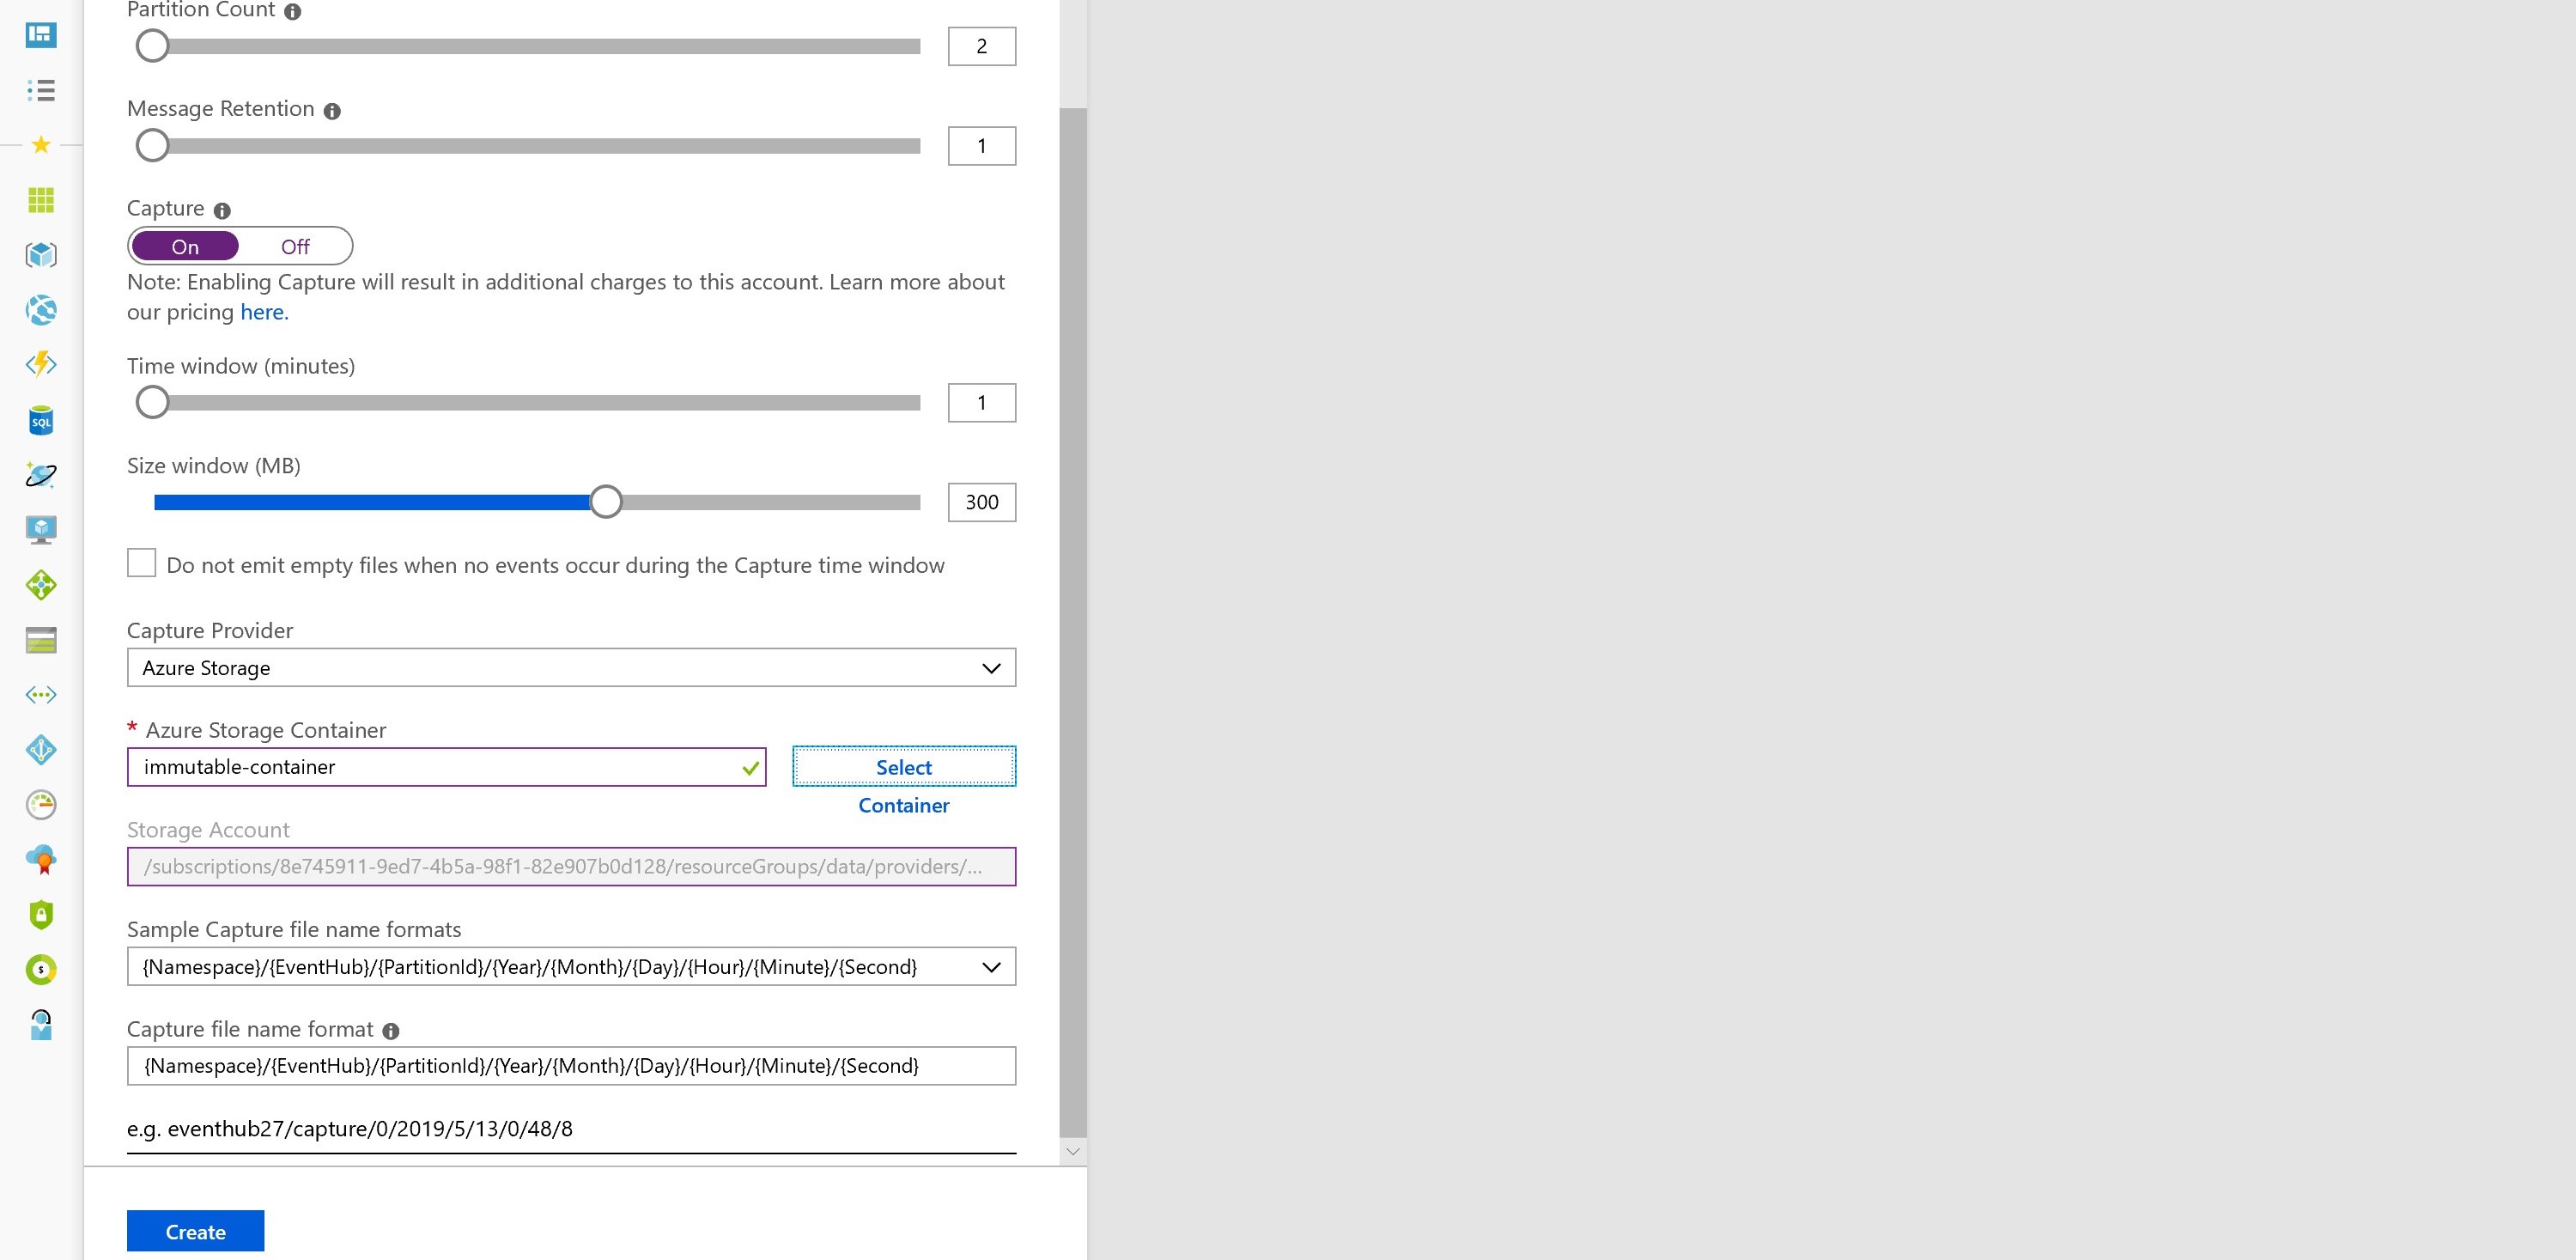 Partition Count
2
Message Retention
1
Capture
On Off
Note: Enabling Capture will result in additional charges to this account. Learn more about
our pricing here.
Time window (minutes)
1
Size window (MB)
300
Do not emit empty files when no events occur during the Capture time window
Capture Provider
Azure Storage
* Azure Storage Container
immutable-container
Select
Container
Storage Account
/subscriptions/8e745911-9ed7-4b5a-98f1-82e907b0d128/resourceGroups/data/providers/...
Sample Capture file name formats
{Namespace}/{EventHub}/{PartitionId}/{Year}/{Month}/{Day}/{Hour}/{Minute}/{Second}
Capture file name format
{Namespace}/{EventHub}/{PartitionId}/{Year}/{Month}/{Day}/{Hour}/{Minute}/{Second}
e.g. eventhub27/capture/0/2019/5/13/0/48/8
Create
SQL